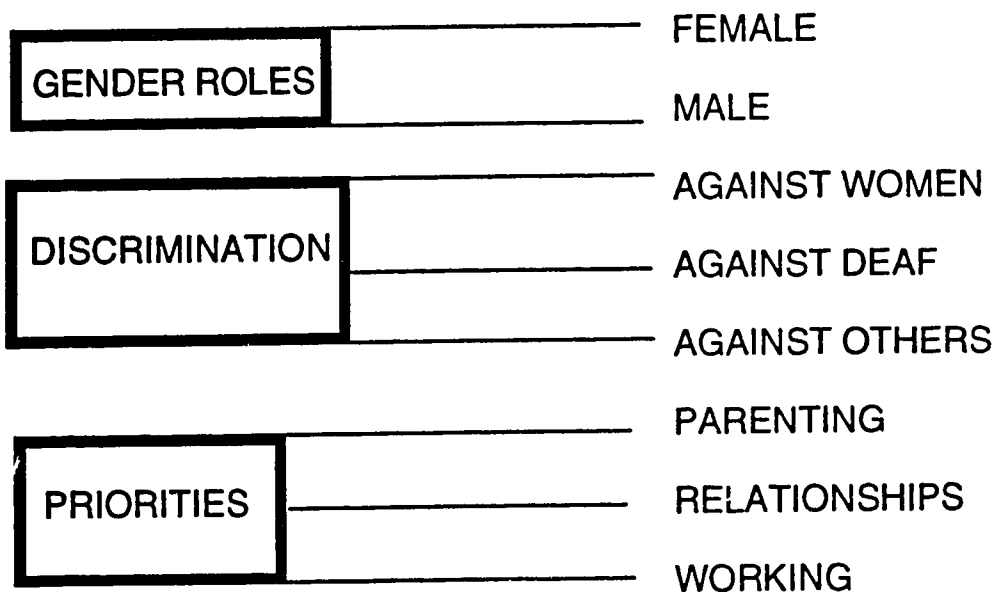 FEMALE
GENDER ROLES
MALE
AGAINST WOMEN
DISCRIMINATION
AGAINST DEAF
AGAINST OTHERS
PARENTING
PRIORITIES
RELATIONSHIPS
WORKING